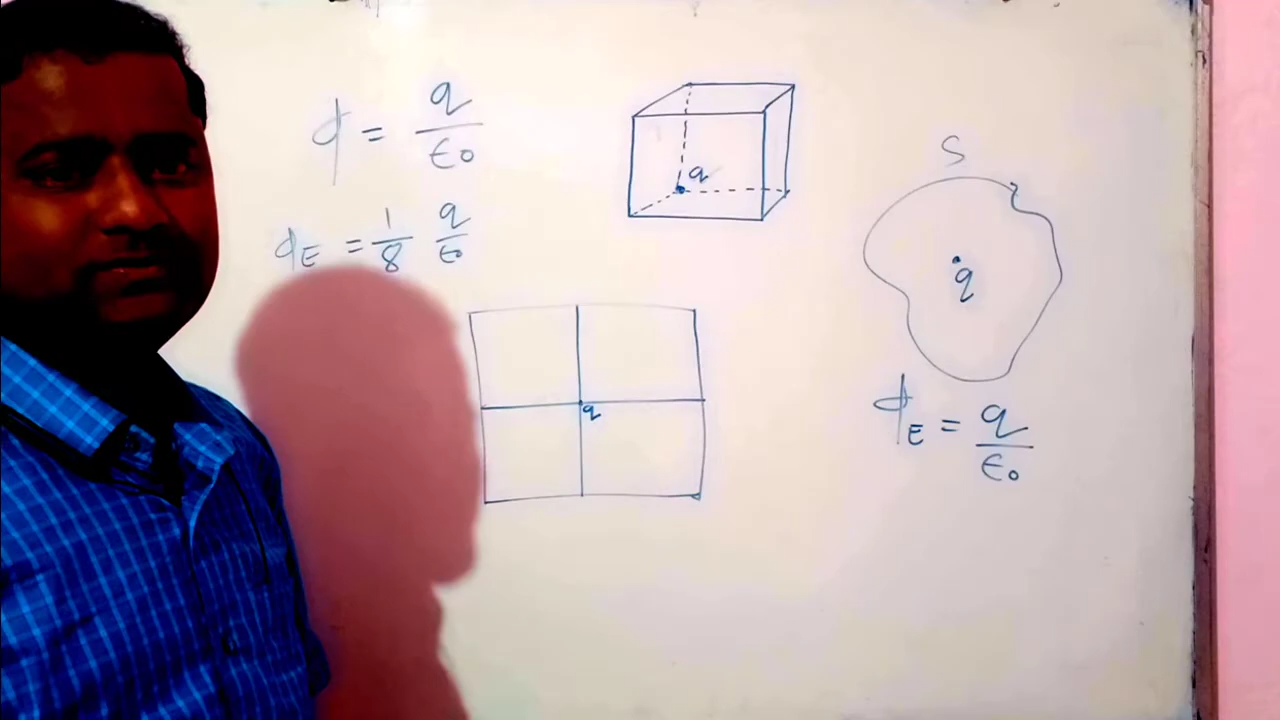 ϕ = q/ε₀
ϕE = 1/8 q/ε₀
q
q
S
q
ϕE = q/ε₀